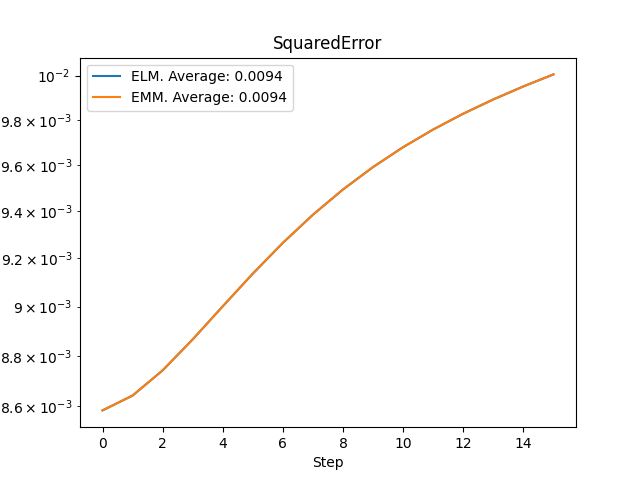 SquaredError
ELM. Average: 0.0094
EMM. Average: 0.0094
10⁻²
9.8 × 10⁻³
9.6 × 10⁻³
9.4 × 10⁻³
9.2 × 10⁻³
9 × 10⁻³
8.8 × 10⁻³
8.6 × 10⁻³
0 2 4 6 8 10 12 14
Step